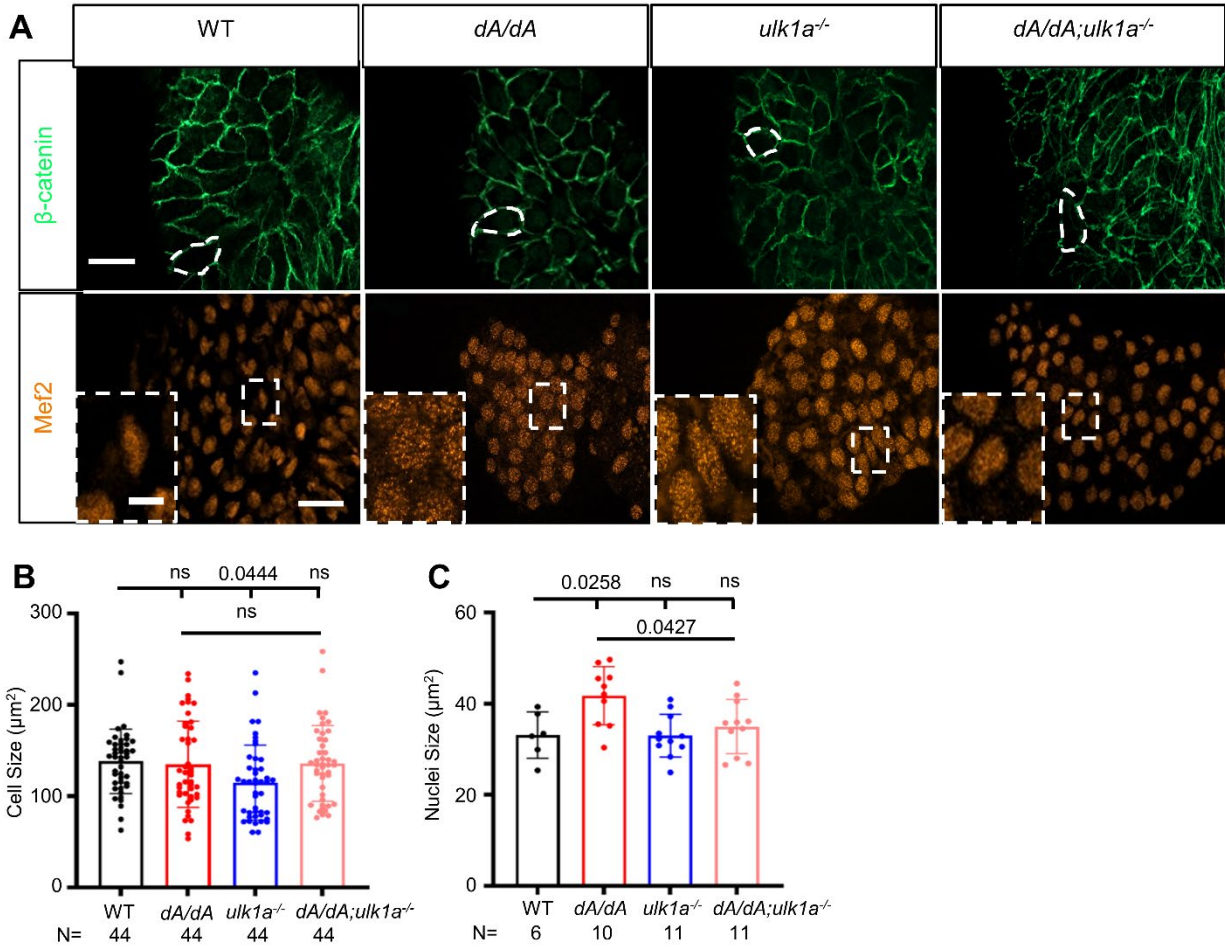 A
WT
dA/dA
ulk1a-/-
dA/dA;ulk1a-/-
β-catenin
Mef2
B
ns 0.0444 ns
ns
Cell Size (μm2)
300
200
100
0
WT dA/dA ulk1a-/- dA/dA;ulk1a-/-
N= 44 44 44 44
C
0.0258 ns ns
0.0427
Nuclei Size (μm2)
60
40
20
0
WT dA/dA ulk1a-/- dA/dA;ulk1a-/-
N= 6 10 11 11